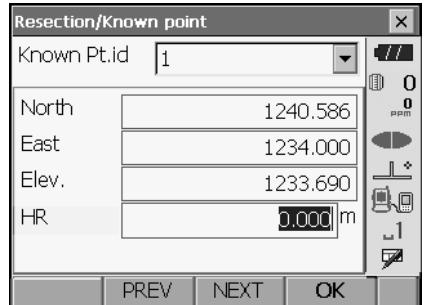 Resection/Known point
Known Pt.id 1
North 1240.586
East 1234.000
Elev. 1233.690
HR 0.000 m
0
0
ppm
1
PREV NEXT OK